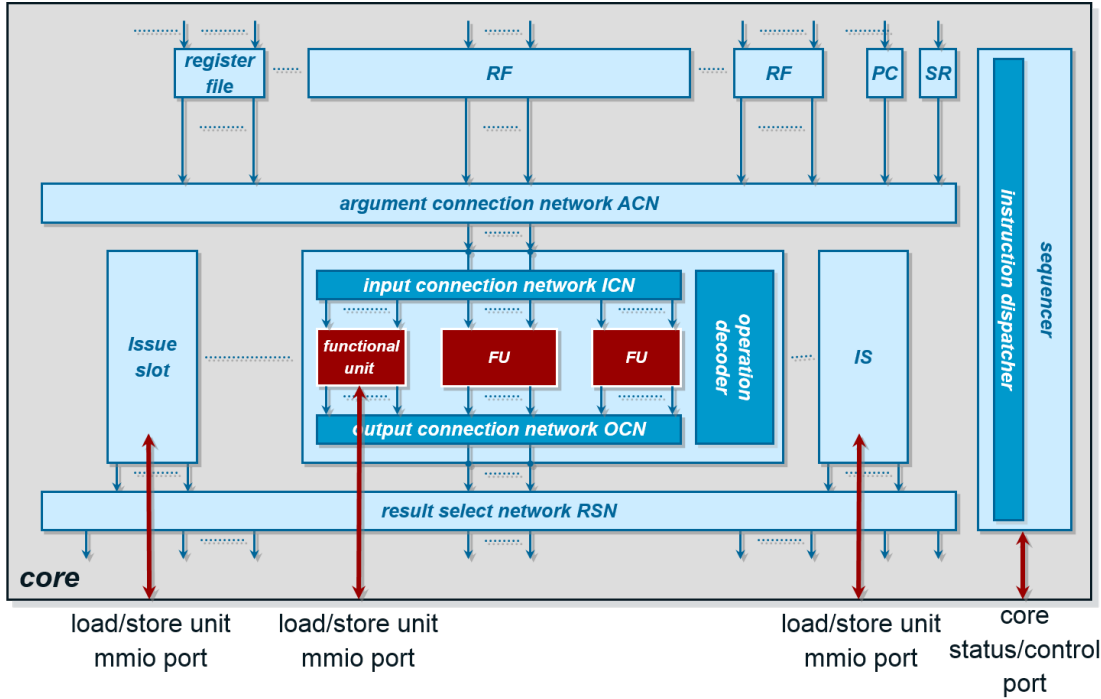 register
file
RF
RF
PC
SR
argument connection network ACN
Issue
slot
input connection network ICN
functional
unit
FU
FU
output connection network OCN
operation
decoder
IS
instruction dispatcher
sequencer
result select network RSN
core
load/store unit
mmio port
load/store unit
mmio port
load/store unit
mmio port
core
status/control
port